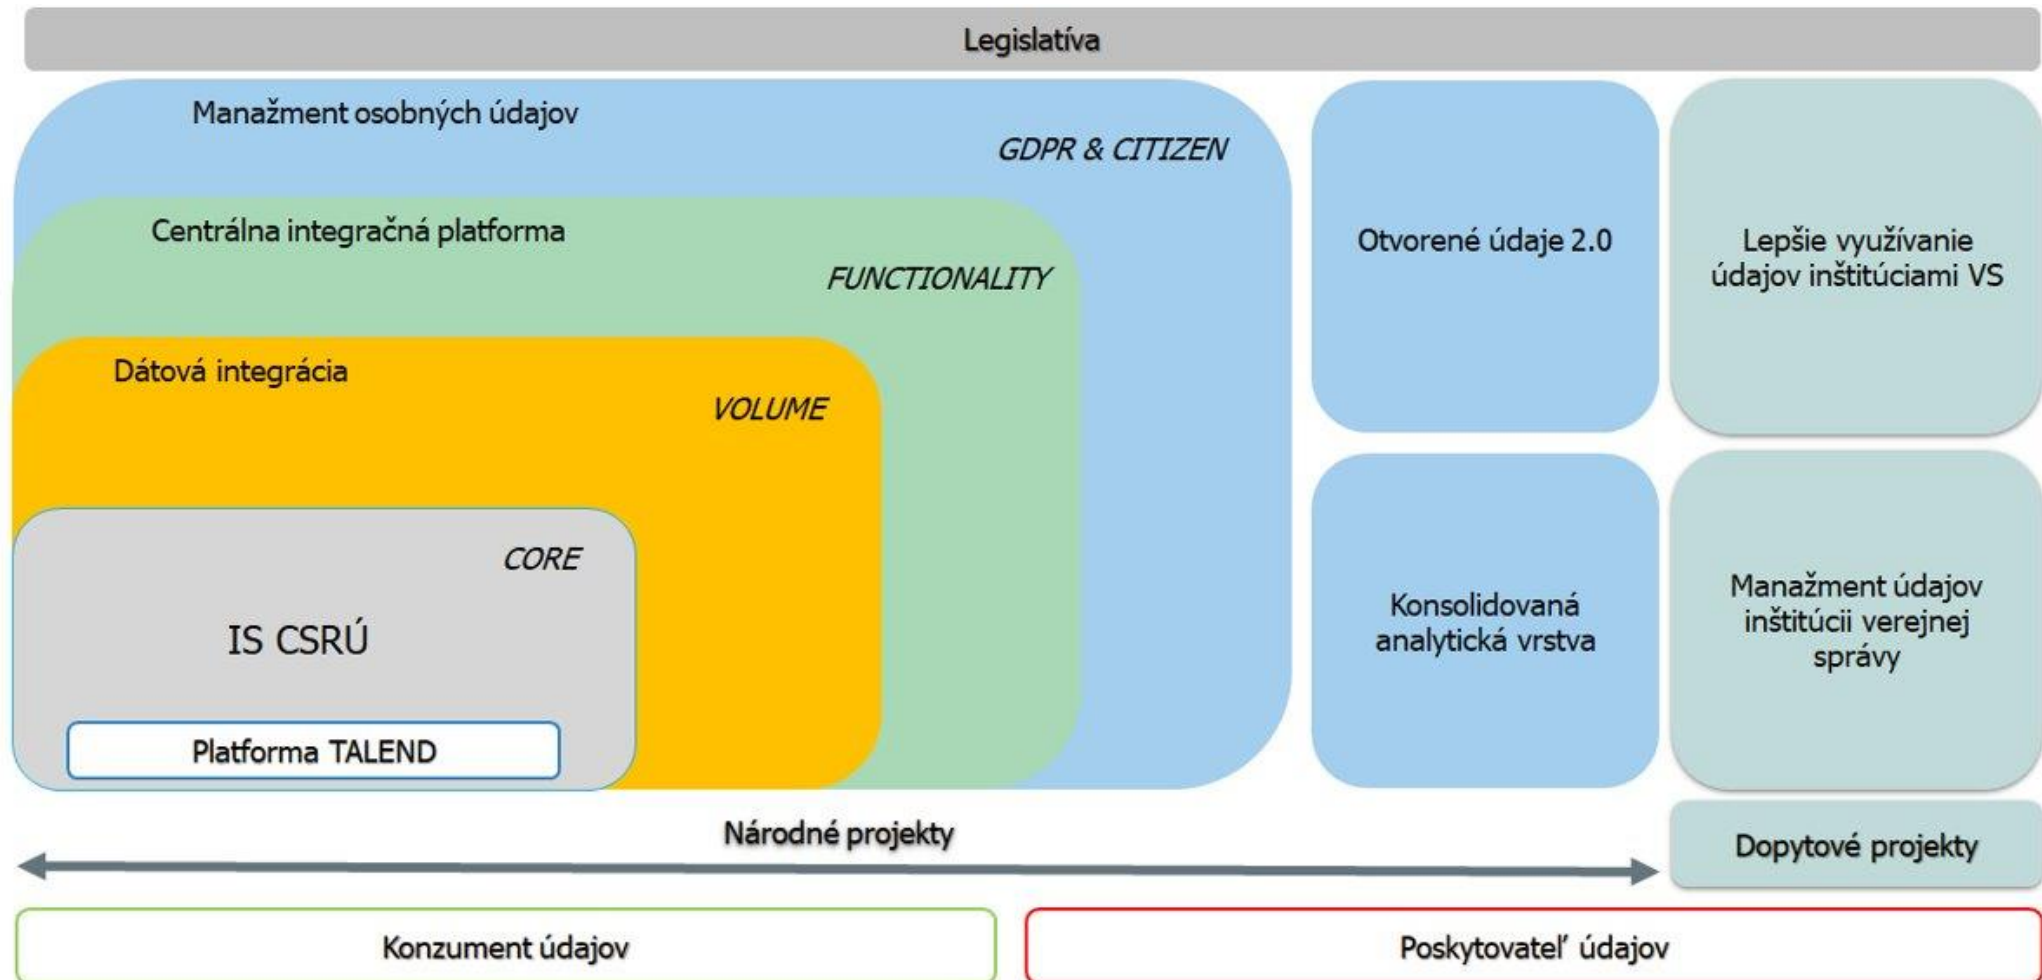 Legislatíva
Manažment osobných údajov
GDPR & CITIZEN
Centrálna integračná platforma
FUNCTIONALITY
Dátová integrácia
VOLUME
CORE
IS CSRÚ
Platforma TALEND
Otvorené údaje 2.0
Lepšie využívanie
údajov inštitúciami VS
Konsolidovaná
analytická vrstva
Manažment údajov
inštitúcii verejnej
správy
Národné projekty
Dopytové projekty
Konzument údajov
Poskytovateľ údajov